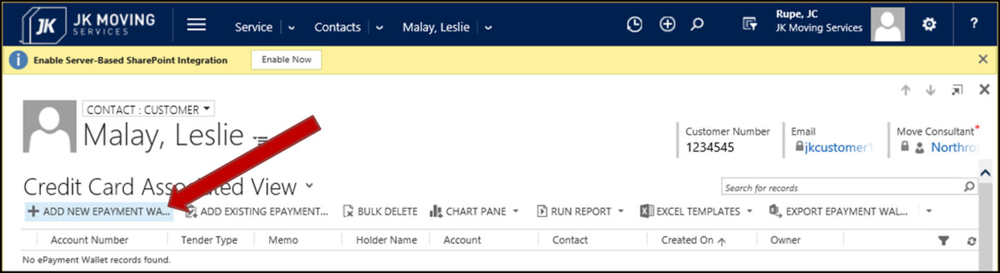 JK JK MOVING SERVICES
Service Contacts Malay, Leslie
Rupe, JC
JK Moving Services
?
Enable Server-Based SharePoint Integration Enable Now
CONTACT : CUSTOMER
Malay, Leslie
Customer Number Email Move Consultant*
1234545 jkcustomer1 Northrop
Credit Card Associated View
Search for records
ADD NEW EPAYMENT WA... ADD EXISTING EPAYMENT... BULK DELETE CHART PANE RUN REPORT EXCEL TEMPLATES EXPORT EPAYMENT WAL...
Account Number Tender Type Memo Holder Name Account Contact Created On Owner
No ePayment Wallet records found.